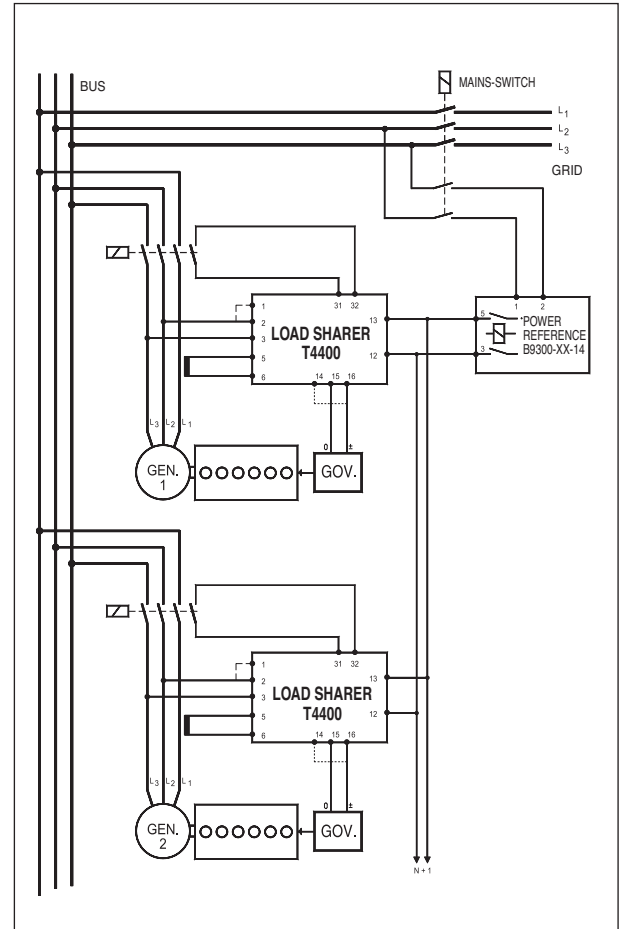 BUS
MAINS-SWITCH
L1
L2
L3
GRID
1 2
31 32
1
2
3
5
6
13
12
LOAD SHARER
T4400
14 15 16
5
3
*POWER
REFERENCE
B9300-XX-14
L3 L2 L1
0 ±
GEN.
1
GOV.
31 32
1
2
3
5
6
13
12
LOAD SHARER
T4400
14 15 16
L3 L2 L1
0 ±
GEN.
2
GOV.
N + 1